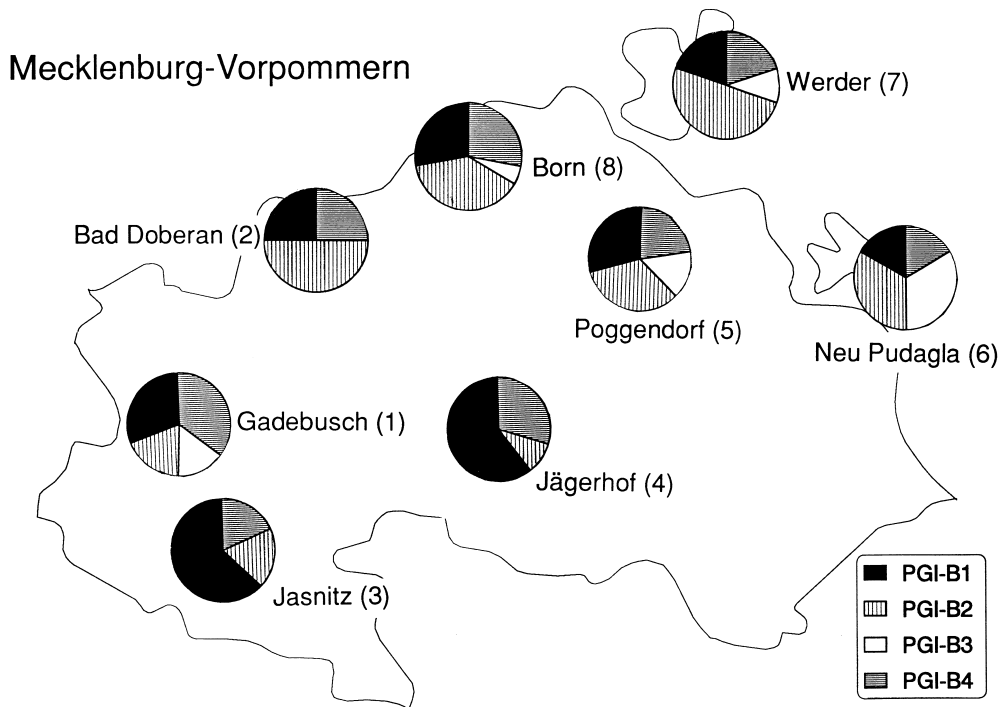 Mecklenburg-Vorpommern
Werder (7)
Born (8)
Bad Doberan (2)
Poggendorf (5)
Neu Pudagla (6)
Gadebusch (1)
Jägerhof (4)
Jasnitz (3)
PGI-B1
PGI-B2
PGI-B3
PGI-B4